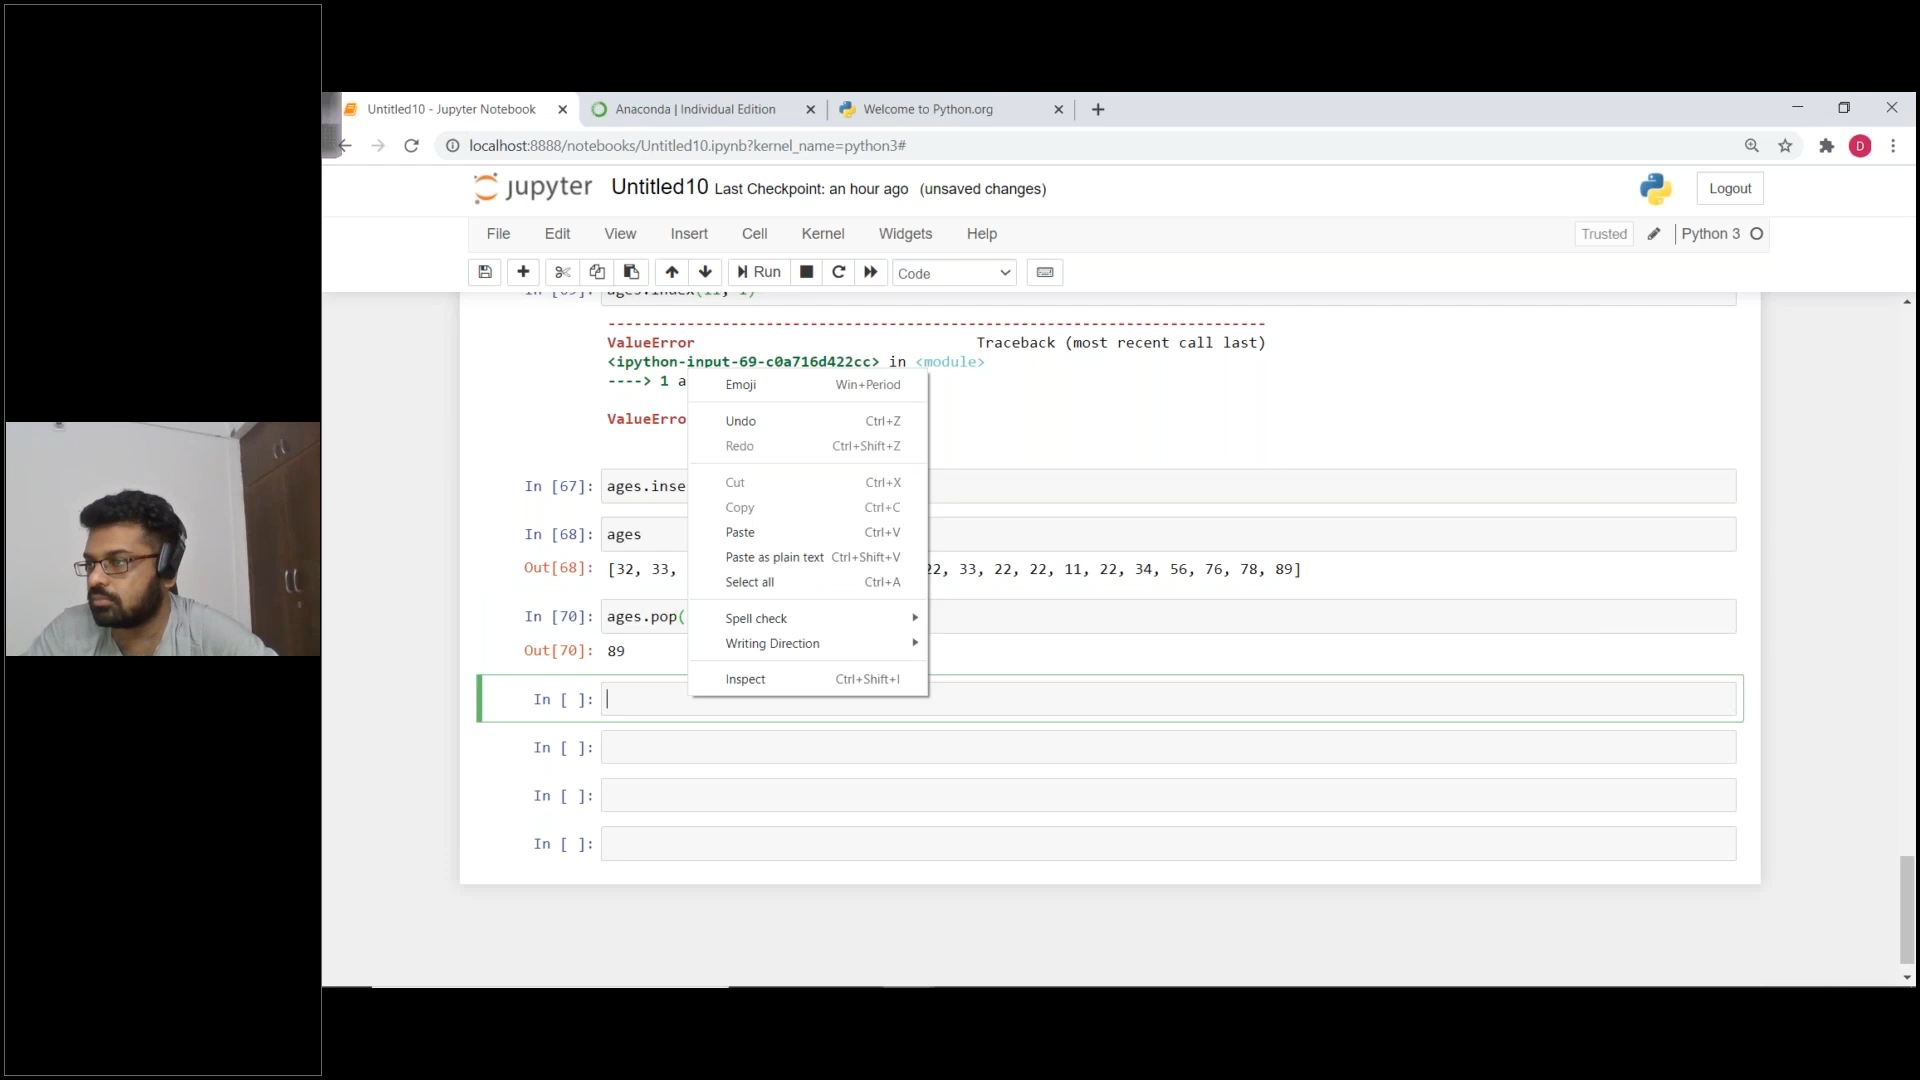 Untitled10 - Jupyter Notebook
Anaconda | Individual Edition
Welcome to Python.org
localhost:8888/notebooks/Untitled10.ipynb?kernel_name=python3#
D
jupyter Untitled10 Last Checkpoint: an hour ago (unsaved changes)
Logout
File Edit View Insert Cell Kernel Widgets Help
Trusted Python 3
Run Code
---------------------------------------------------------------------------
ValueError Traceback (most recent call last)
<ipython-input-69-c0a716d422cc> in <module>
----> 1 a
ValueErro
In [67]: ages.inse
In [68]: ages
Out[68]: [32, 33, 22, 33, 22, 22, 11, 22, 34, 56, 76, 78, 89]
In [70]: ages.pop(
Out[70]: 89
In [ ]:
In [ ]:
In [ ]:
In [ ]:
Emoji Win+Period
Undo Ctrl+Z
Redo Ctrl+Shift+Z
Cut Ctrl+X
Copy Ctrl+C
Paste Ctrl+V
Paste as plain text Ctrl+Shift+V
Select all Ctrl+A
Spell check
Writing Direction
Inspect Ctrl+Shift+I